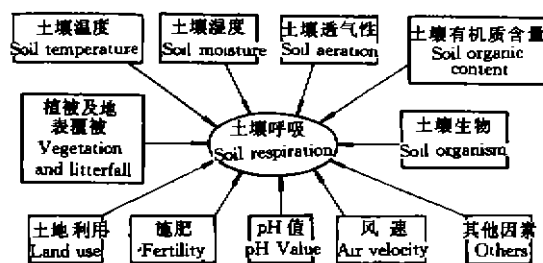 土壤温度
Soil temperature
土壤湿度
Soil moisture
土壤透气性
Soil aeration
土壤有机质含量
Soil organic
content
植被及地
表覆被
Vegetation
and litterfall
土壤呼吸
Soil respiration
土壤生物
Soil organism
土地利用
Land use
施肥
Fertility
pH值
pH Value
风速
Air velocity
其他因素
Others